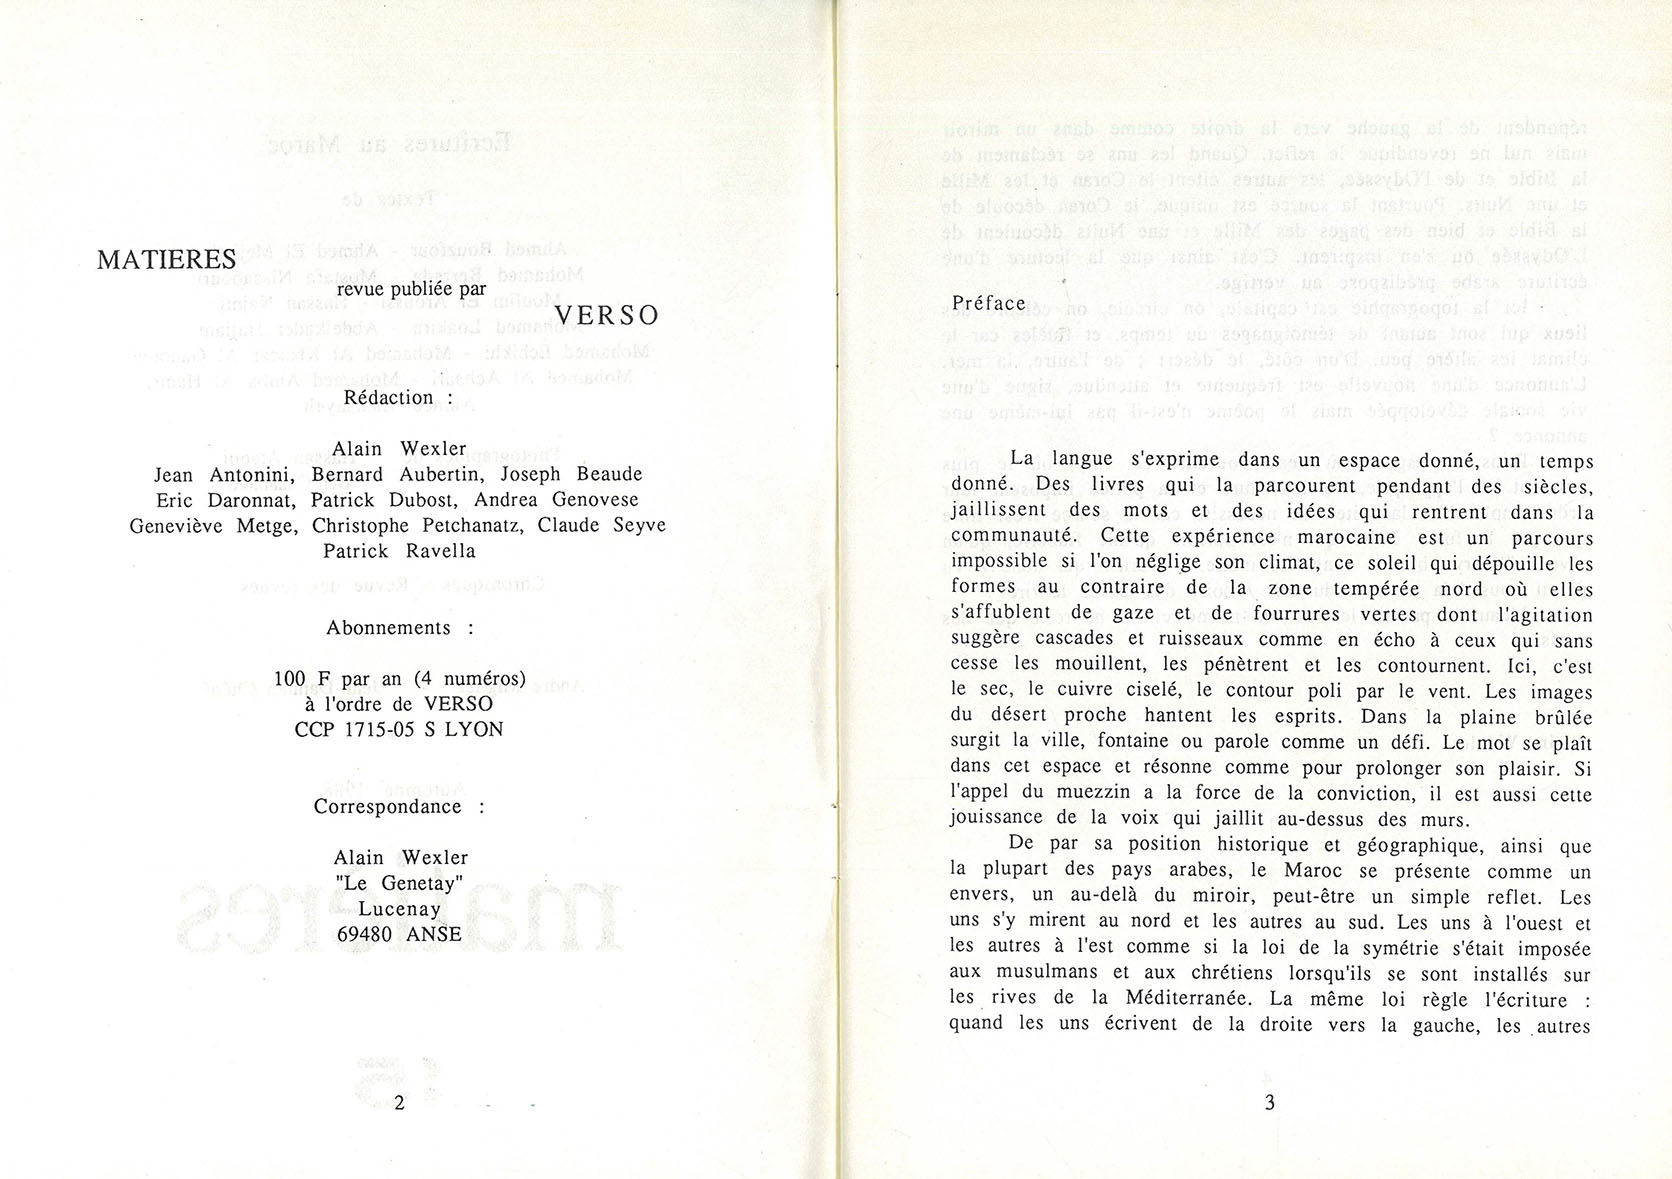 MATIERES
revue publiée par
VERSO
Rédaction :
Alain Wexler
Jean Antonini, Bernard Aubertin, Joseph Beaude
Eric Daronnat, Patrick Dubost, Andrea Genovese
Geneviève Metge, Christophe Petchanatz, Claude Seyve
Patrick Ravella
Abonnements :
100 F par an (4 numéros)
à l'ordre de VERSO
CCP 1715-05 S LYON
Correspondance :
Alain Wexler
"Le Genetay"
Lucenay
69480 ANSE
2
Préface
La langue s'exprime dans un espace donné, un temps
donné. Des livres qui la parcourent pendant des siècles,
jaillissent des mots et des idées qui rentrent dans la
communauté. Cette expérience marocaine est un parcours
impossible si l'on néglige son climat, ce soleil qui dépouille les
formes au contraire de la zone tempérée nord où elles
s'affublent de gaze et de fourrures vertes dont l'agitation
suggère cascades et ruisseaux comme en écho à ceux qui sans
cesse les mouillent, les pénètrent et les contournent. Ici, c'est
le sec, le cuivre ciselé, le contour poli par le vent. Les images
du désert proche hantent les esprits. Dans la plaine brûlée
surgit la ville, fontaine ou parole comme un défi. Le mot se plaît
dans cet espace et résonne comme pour prolonger son plaisir. Si
l'appel du muezzin a la force de la conviction, il est aussi cette
jouissance de la voix qui jaillit au-dessus des murs.
De par sa position historique et géographique, ainsi que
la plupart des pays arabes, le Maroc se présente comme un
envers, un au-delà du miroir, peut-être un simple reflet. Les
uns s'y mirent au nord et les autres au sud. Les uns à l'ouest et
les autres à l'est comme si la loi de la symétrie s'était imposée
aux musulmans et aux chrétiens lorsqu'ils se sont installés sur
les rives de la Méditerranée. La même loi règle l'écriture :
quand les uns écrivent de la droite vers la gauche, les autres
3